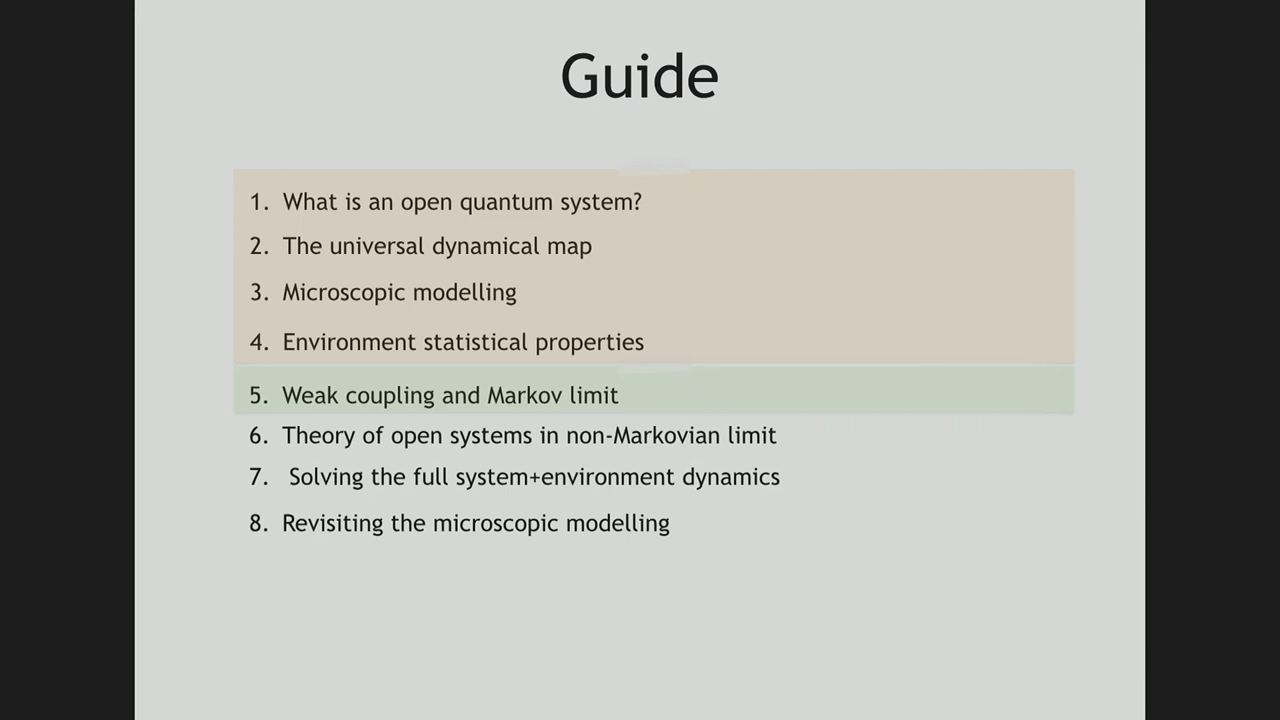 Guide
1. What is an open quantum system?
2. The universal dynamical map
3. Microscopic modelling
4. Environment statistical properties
5. Weak coupling and Markov limit
6. Theory of open systems in non-Markovian limit
7. Solving the full system+environment dynamics
8. Revisiting the microscopic modelling